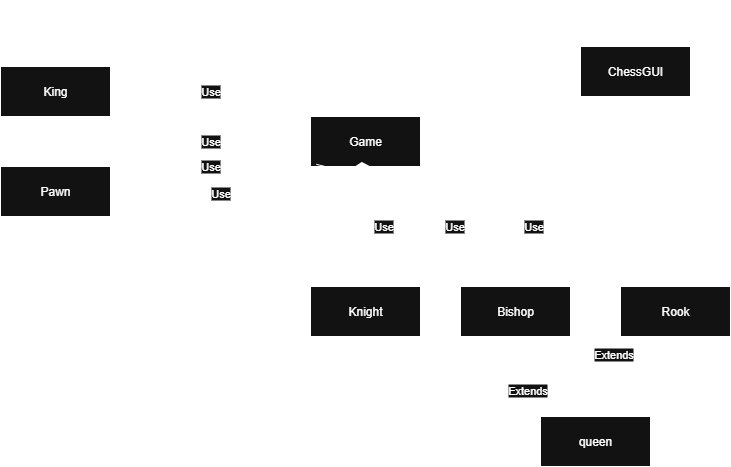 ChessGUI
King
Use
Game
Use
Use
Pawn
Use
Use
Use
Use
Knight
Bishop
Rook
Extends
Extends
queen